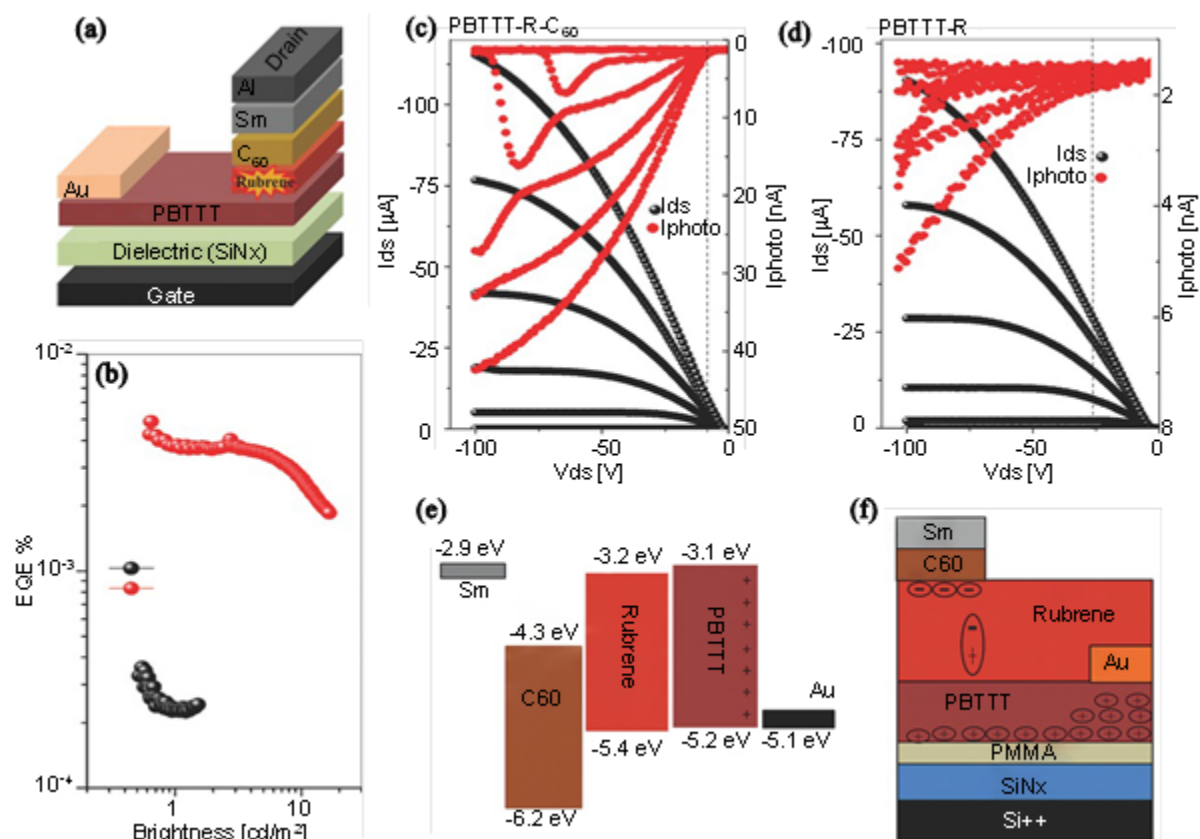 (a)
Drain
Al
Sm
C₆₀
Rubrene
Au
PBTTT
Dielectric (SiNx)
Gate
(b)
10⁻²
10⁻³
10⁻⁴
EQE %
1
10
Brightness [cd/m²]
(c)
PBTTT-R-C₆₀
Ids [µA]
-100
-75
-50
-25
0
Ids
Iphoto
0
10
20
30
40
50
Iphoto [nA]
-100
-50
0
Vds [V]
(d)
PBTTT-R
Ids [µA]
-100
-75
-50
-25
0
Ids
Iphoto
2
4
6
8
Iphoto [nA]
-100
-50
0
Vds [V]
(e)
-2.9 eV
Sm
-4.3 eV
C60
-6.2 eV
-3.2 eV
Rubrene
-5.4 eV
-3.1 eV
PBTTT
-5.2 eV
Au
-5.1 eV
(f)
Sm
C60
Rubrene
Au
PBTTT
PMMA
SiNx
Si++